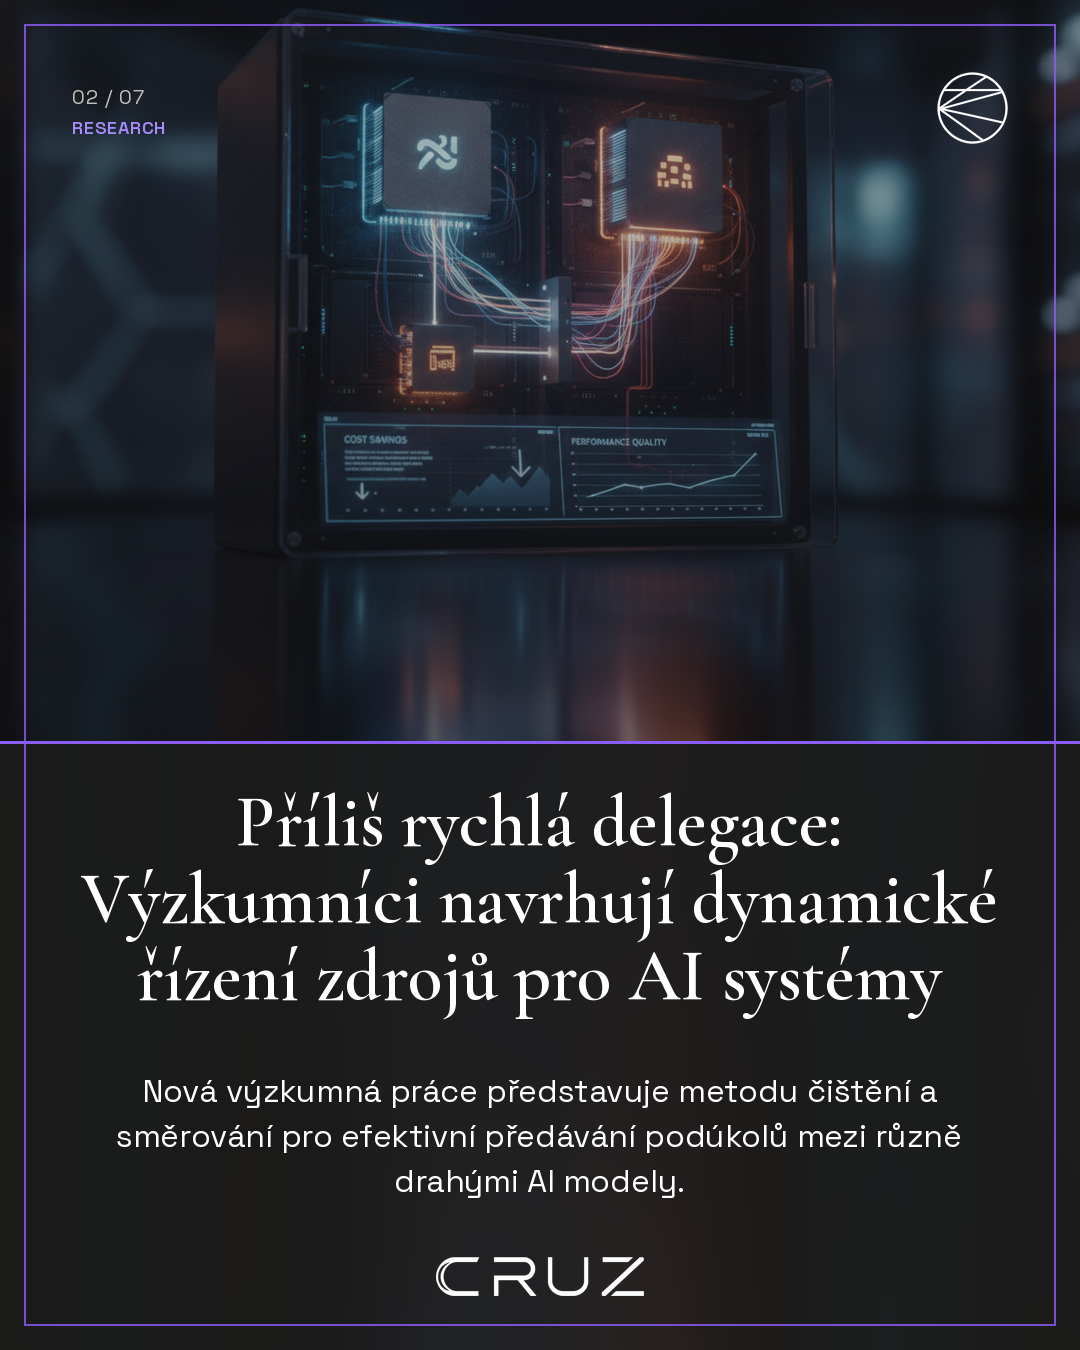 02 / 07
RESEARCH
COST SAVINGS
PERFORMANCE QUALITY
Příliš rychlá delegace:
Výzkumníci navrhují dynamické
řízení zdrojů pro AI systémy
Nová výzkumná práce představuje metodu čištění a
směrování pro efektivní předávání podúkolů mezi různě
drahými AI modely.
CRUZ